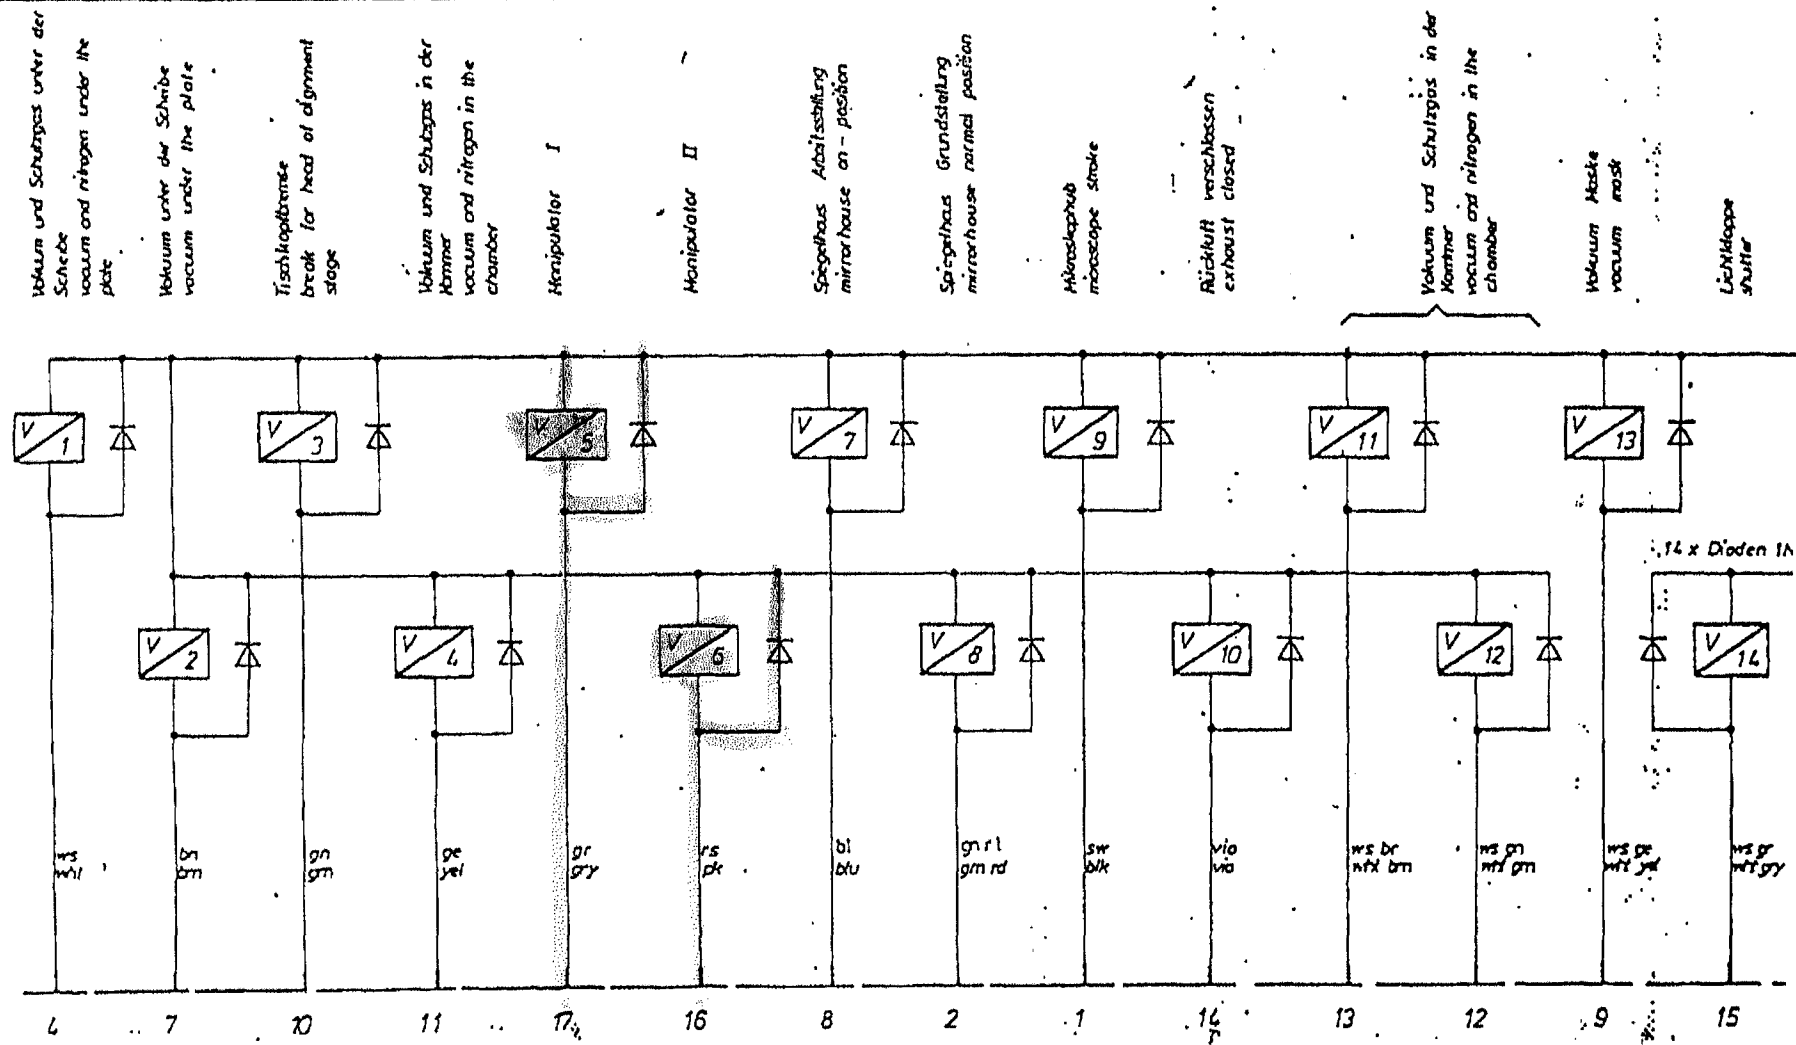 Vakuum und Schutzgas unter der
Scheibe
vacuum and nitrogen under the
plate
Vakuum unter der Scheibe
vacuum under the plate
Tischkopfbremse
break for head of alignment
stage
Vakuum und Schutzgas in der
Kammer
vacuum and nitrogen in the
chamber
Manipulator I
Manipulator II
Spiegelhaus Arbeitsstellung
mirrorhouse on - position
Spiegelhaus Grundstellung
mirrorhouse normal position
Mikroskophub
microscope stroke
Rückluft verschlossen
exhaust closed
Vakuum und Schutzgas in der
Kammer
vacuum and nitrogen in the
chamber
Vakuum Maske
vacuum mask
Lichtklappe
shutter
V 1
V 3
V 5
V 7
V 9
V 11
V 13
14 x Dioden 1N
V 2
V 4
V 6
V 8
V 10
V 12
V 14
ws
wht
bn
brn
gn
grn
ge
yel
gr
gry
rs
pk
bl
blu
gn rt
grn rd
sw
blk
vio
vio
ws br
wht brn
ws gn
wht grn
ws ge
wht yel
ws gr
wht gry
4 7 10 11 17 16 8 2 1 14 13 12 9 15